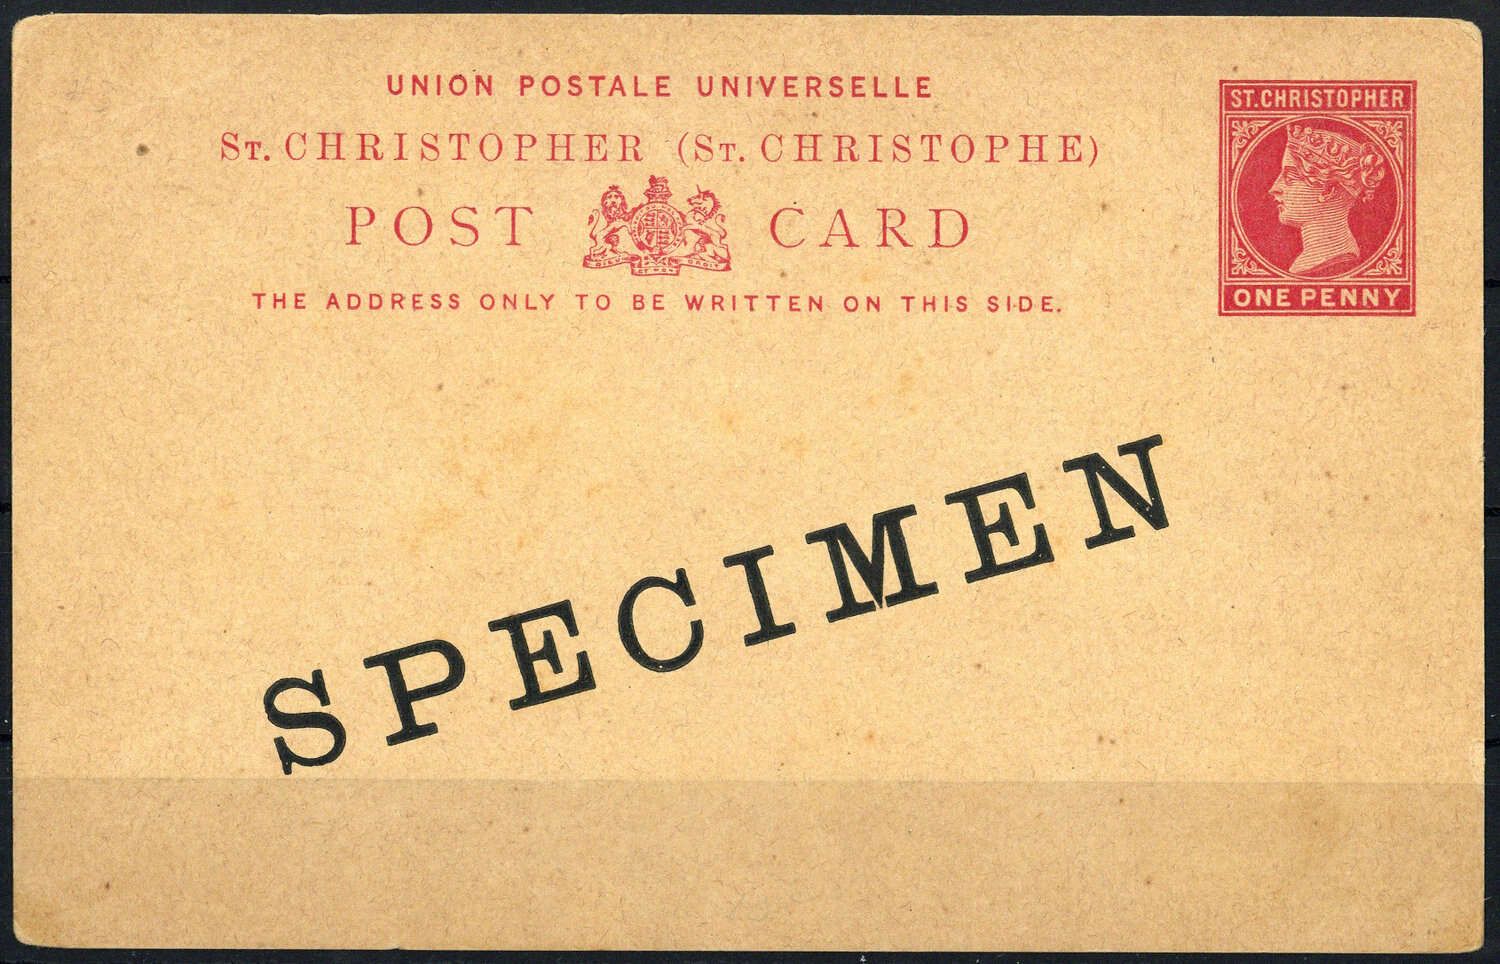 UNION POSTALE UNIVERSELLE
ST. CHRISTOPHER (ST. CHRISTOPHE)
POST CARD
THE ADDRESS ONLY TO BE WRITTEN ON THIS SIDE.
ST. CHRISTOPHER
ONE PENNY
SPECIMEN